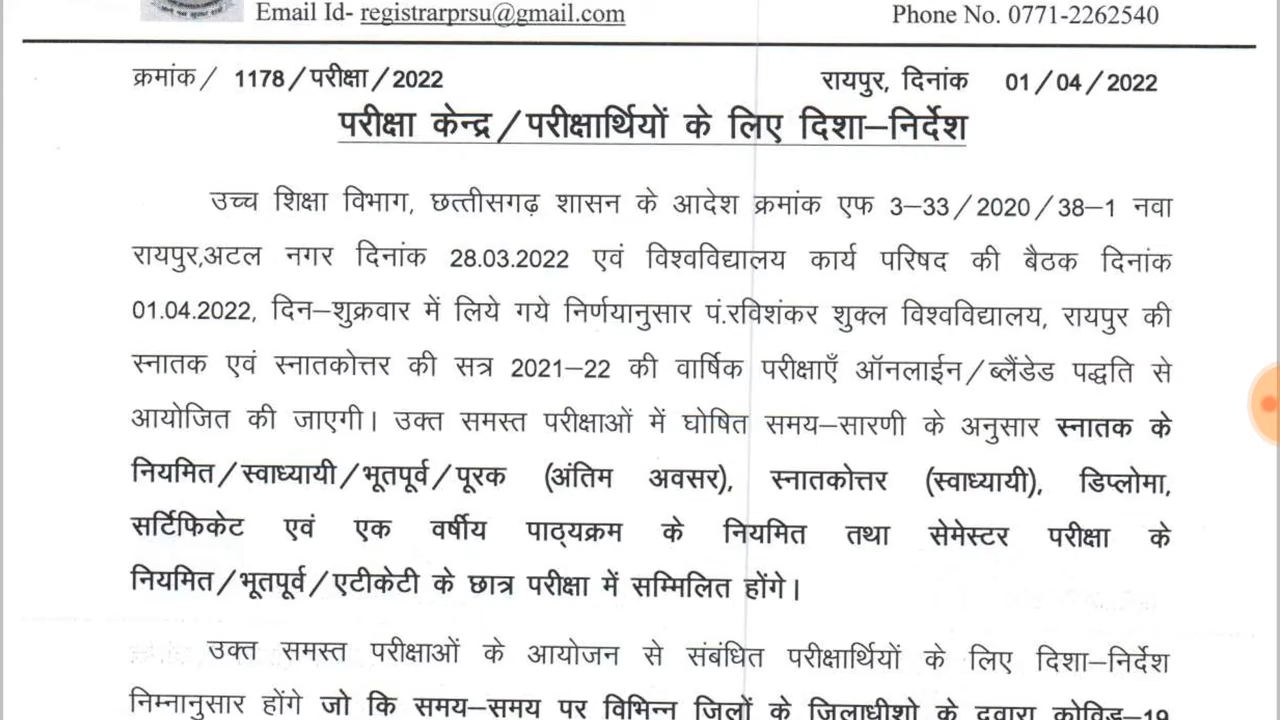 Email Id- registrarprsu@gmail.com Phone No. 0771-2262540
क्रमांक / 1178/परीक्षा/2022 रायपुर, दिनांक 01/04/2022
परीक्षा केन्द्र/परीक्षार्थियों के लिए दिशा–निर्देश
उच्च शिक्षा विभाग, छत्तीसगढ़ शासन के आदेश क्रमांक एफ 3–33/2020/38–1 नवा
रायपुर,अटल नगर दिनांक 28.03.2022 एवं विश्वविद्यालय कार्य परिषद की बैठक दिनांक
01.04.2022, दिन–शुक्रवार में लिये गये निर्णयानुसार पं.रविशंकर शुक्ल विश्वविद्यालय, रायपुर की
स्नातक एवं स्नातकोत्तर की सत्र 2021–22 की वार्षिक परीक्षाएँ ऑनलाईन/ब्लैंडेड पद्धति से
आयोजित की जाएगी। उक्त समस्त परीक्षाओं में घोषित समय–सारणी के अनुसार स्नातक के
नियमित/स्वाध्यायी/भूतपूर्व/पूरक (अंतिम अवसर), स्नातकोत्तर (स्वाध्यायी), डिप्लोमा,
सर्टिफिकेट एवं एक वर्षीय पाठ्यक्रम के नियमित तथा सेमेस्टर परीक्षा के
नियमित/भूतपूर्व/एटीकेटी के छात्र परीक्षा में सम्मिलित होंगे।
उक्त समस्त परीक्षाओं के आयोजन से संबंधित परीक्षार्थियों के लिए दिशा–निर्देश
निम्नानुसार होंगे जो कि समय–समय पर विभिन्न जिलों के जिलाधीशो के द्वारा कोविड–19